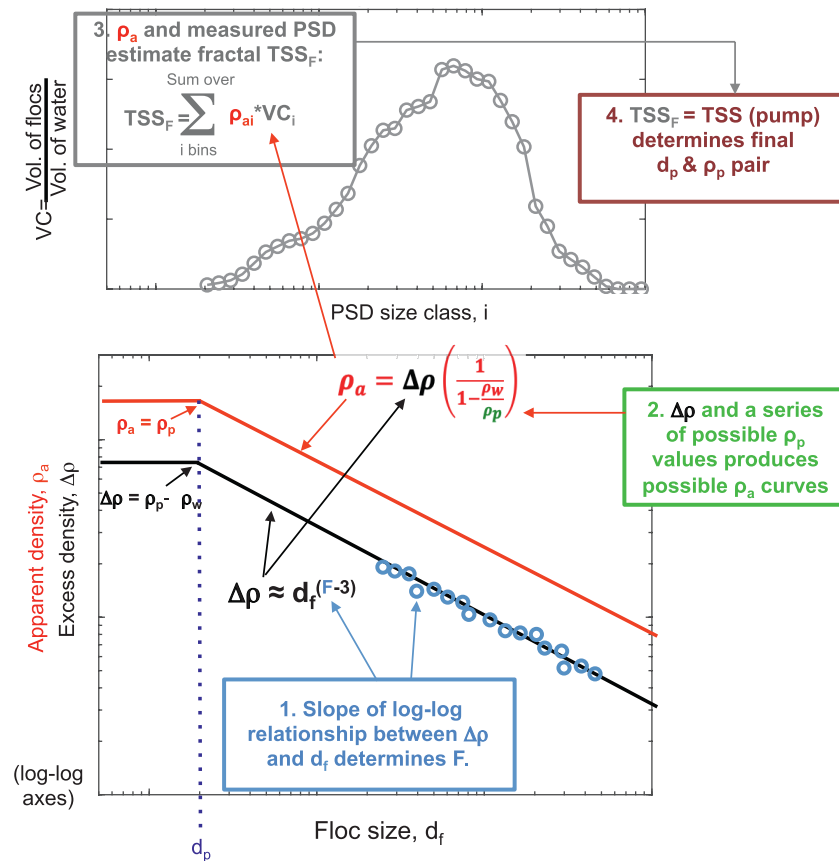 3. ρa and measured PSD
estimate fractal TSSF:
Sum over
TSSF = ∑ ρai*VCi
i bins
4. TSSF = TSS (pump)
determines final
dp & ρp pair
VC= Vol. of flocs
Vol. of water
PSD size class, i
ρa = Δρ ( 1 / 1- ρw / ρp )
2. Δρ and a series
of possible ρp
values produces
possible ρa curves
ρa = ρp
Δρ = ρp- ρw
Δρ ≈ df(F-3)
Apparent density, ρa
Excess density, Δρ
1. Slope of log-log
relationship between Δρ
and df determines F.
(log-log
axes)
Floc size, df
dp